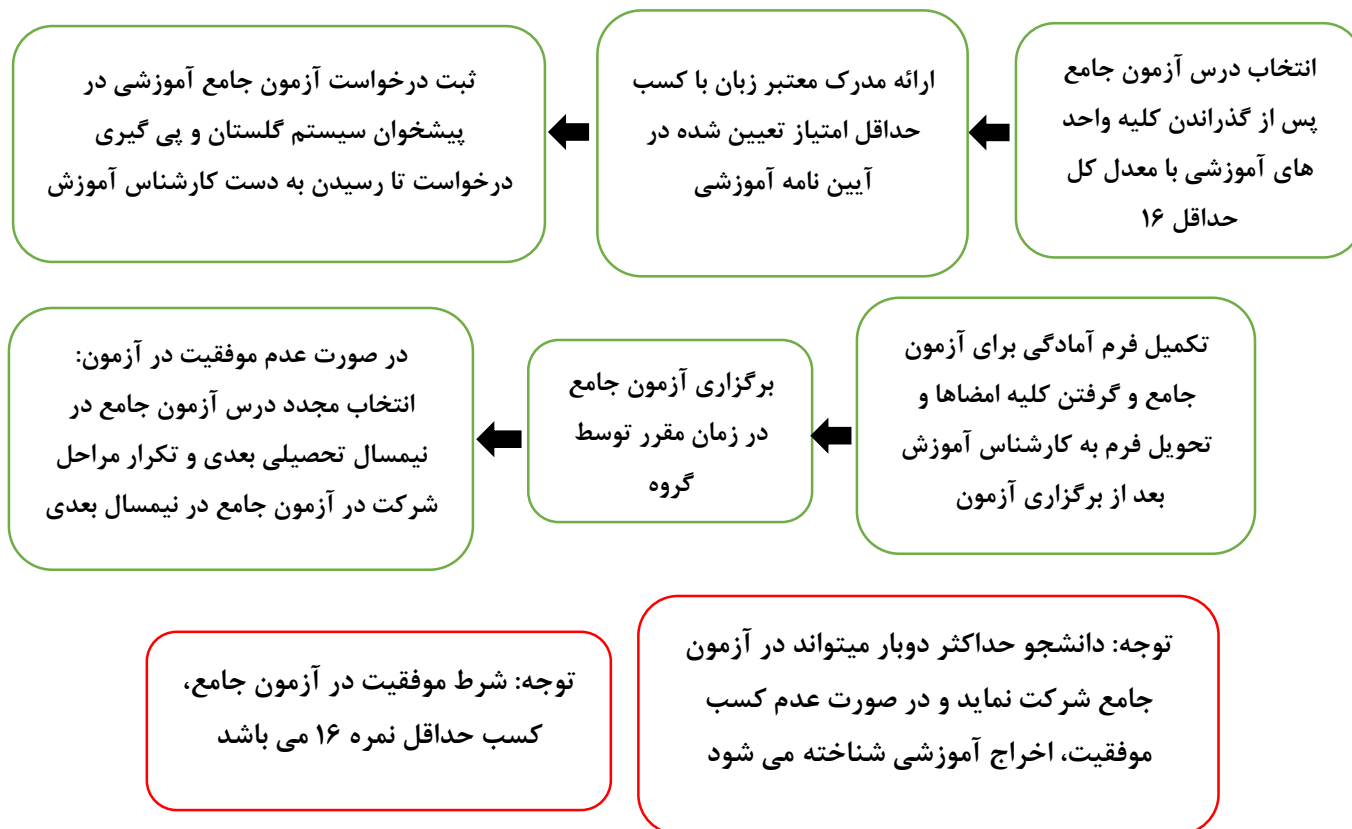 انتخاب درس آزمون جامع
پس از گذراندن کلیه واحد
های آموزشی با معدل کل
حداقل ۱۶
ارائه مدرک معتبر زبان با کسب
حداقل امتیاز تعیین شده در
آیین نامه آموزشی
ثبت درخواست آزمون جامع آموزشی در
پیشخوان سیستم گلستان و پی گیری
درخواست تا رسیدن به دست کارشناس آموزش
تکمیل فرم آمادگی برای آزمون
جامع و گرفتن کلیه امضاها و
تحویل فرم به کارشناس آموزش
بعد از برگزاری آزمون
برگزاری آزمون جامع
در زمان مقرر توسط
گروه
در صورت عدم موفقیت در آزمون:
انتخاب مجدد درس آزمون جامع در
نیمسال تحصیلی بعدی و تکرار مراحل
شرکت در آزمون جامع در نیمسال بعدی
توجه: دانشجو حداکثر دوبار میتواند در آزمون
جامع شرکت نماید و در صورت عدم کسب
موفقیت، اخراج آموزشی شناخته می شود
توجه: شرط موفقیت در آزمون جامع،
کسب حداقل نمره ۱۶ می باشد